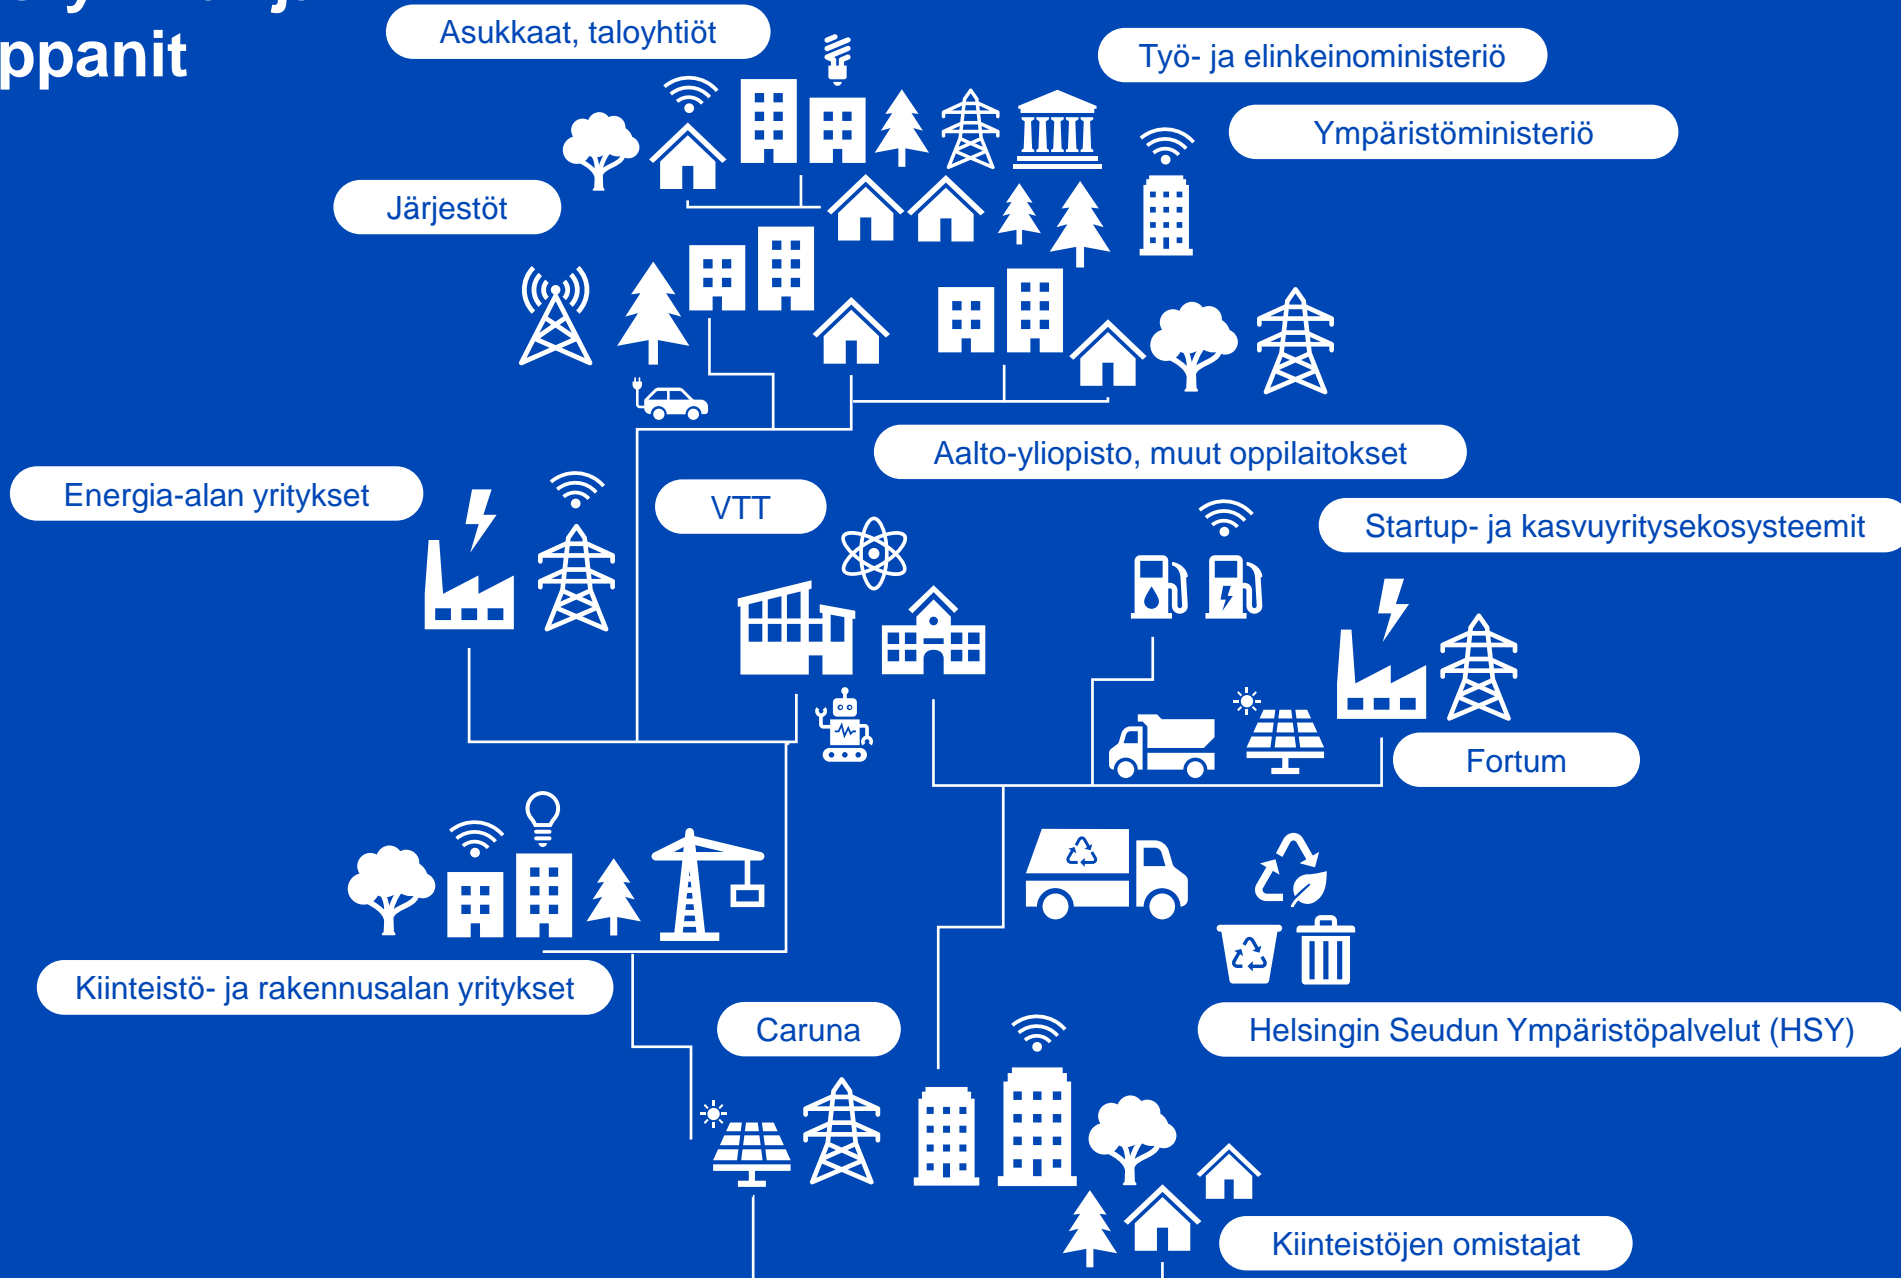 ppanit
Asukkaat, taloyhtiöt
Työ- ja elinkeinoministeriö
Ympäristöministeriö
Järjestöt
Aalto-yliopisto, muut oppilaitokset
Energia-alan yritykset
VTT
Startup- ja kasvuyritysekosysteemit
Fortum
Kiinteistö- ja rakennusalan yritykset
Caruna
Helsingin Seudun Ympäristöpalvelut (HSY)
Kiinteistöjen omistajat